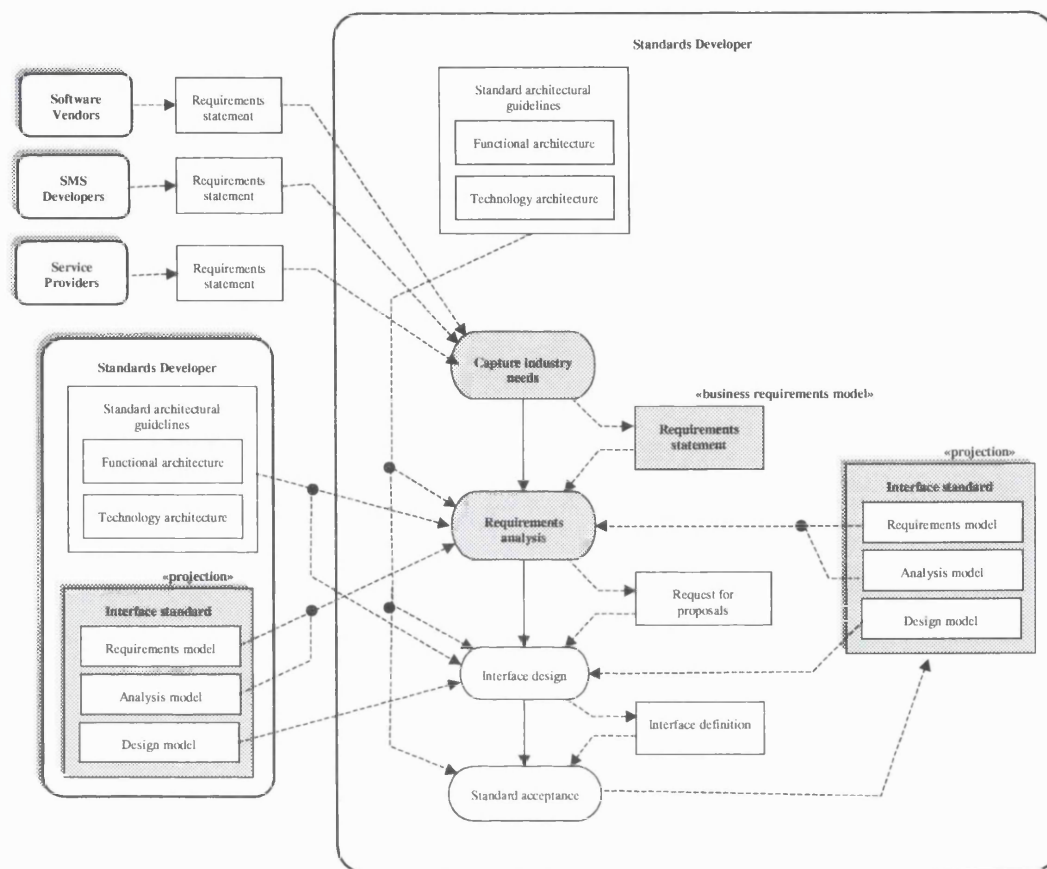 Standards Developer
Software
Vendors
Requirements
statement
SMS
Developers
Requirements
statement
Service
Providers
Requirements
statement
Standard architectural
guidelines
Functional architecture
Technology architecture
Capture industry
needs
«business requirements model»
Requirements
statement
Standards Developer
Standard architectural
guidelines
Functional architecture
Technology architecture
«projection»
Interface standard
Requirements model
Analysis model
Design model
Requirements
analysis
Request for
proposals
Interface design
Interface definition
Standard acceptance
«projection»
Interface standard
Requirements model
Analysis model
Design model